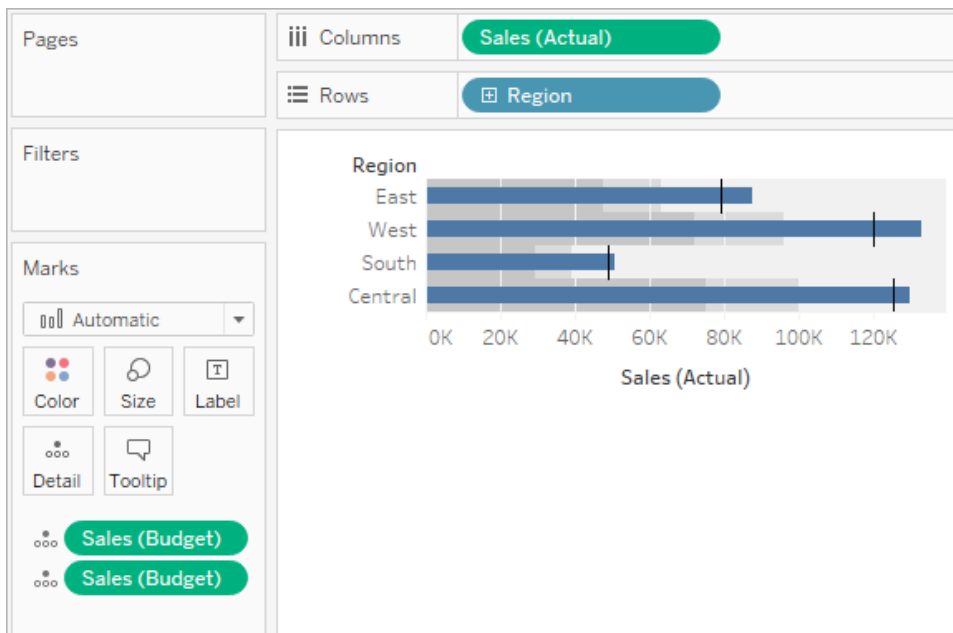 Pages
Filters
Marks
Automatic
Color Size Label
Detail Tooltip
Sales (Budget)
Sales (Budget)
Columns Sales (Actual)
Rows Region
Region
East
West
South
Central
0K 20K 40K 60K 80K 100K 120K
Sales (Actual)